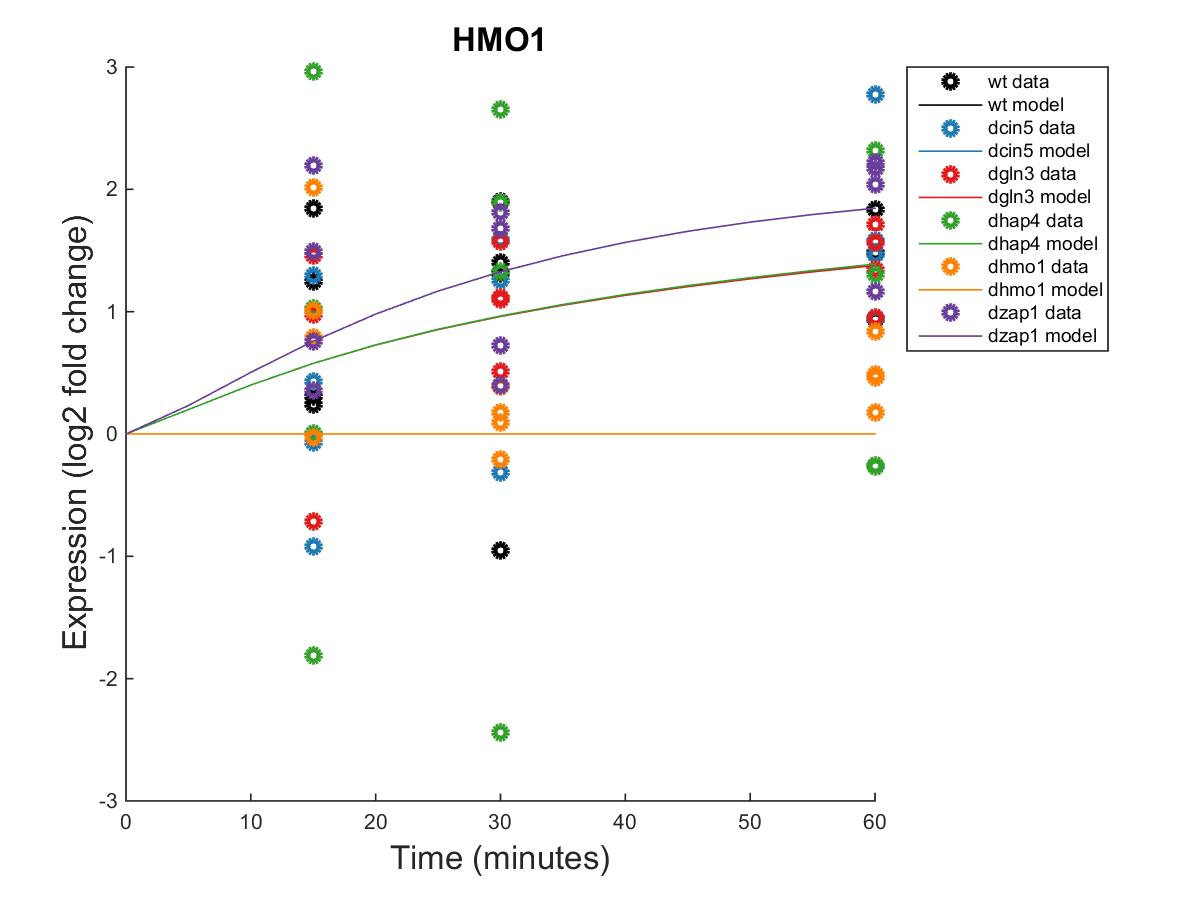 HMO1
Expression (log2 fold change)
3
2
1
0
-1
-2
-3
0 10 20 30 40 50 60
Time (minutes)
wt data
wt model
dcin5 data
dcin5 model
dgln3 data
dgln3 model
dhap4 data
dhap4 model
dhmo1 data
dhmo1 model
dzap1 data
dzap1 model